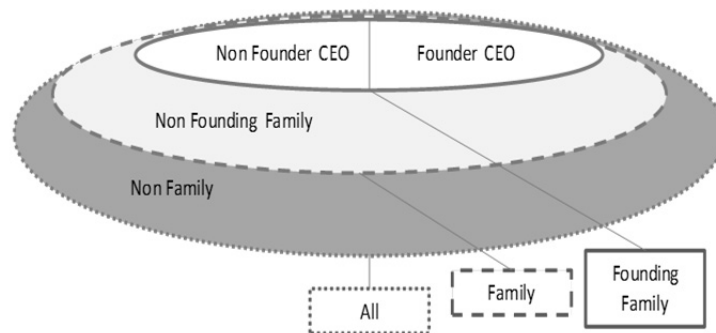 Non Founder CEO
Founder CEO
Non Founding Family
Non Family
All
Family
Founding
Family